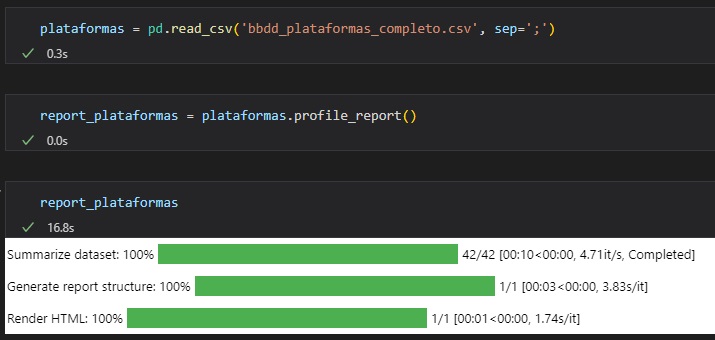 plataformas = pd.read_csv('bbdd_plataformas_completo.csv', sep=';')
✓ 0.3s
report_plataformas = plataformas.profile_report()
✓ 0.0s
report_plataformas
✓ 16.8s
Summarize dataset: 100% 42/42 [00:10<00:00, 4.71it/s, Completed]
Generate report structure: 100% 1/1 [00:03<00:00, 3.83s/it]
Render HTML: 100% 1/1 [00:01<00:00, 1.74s/it]